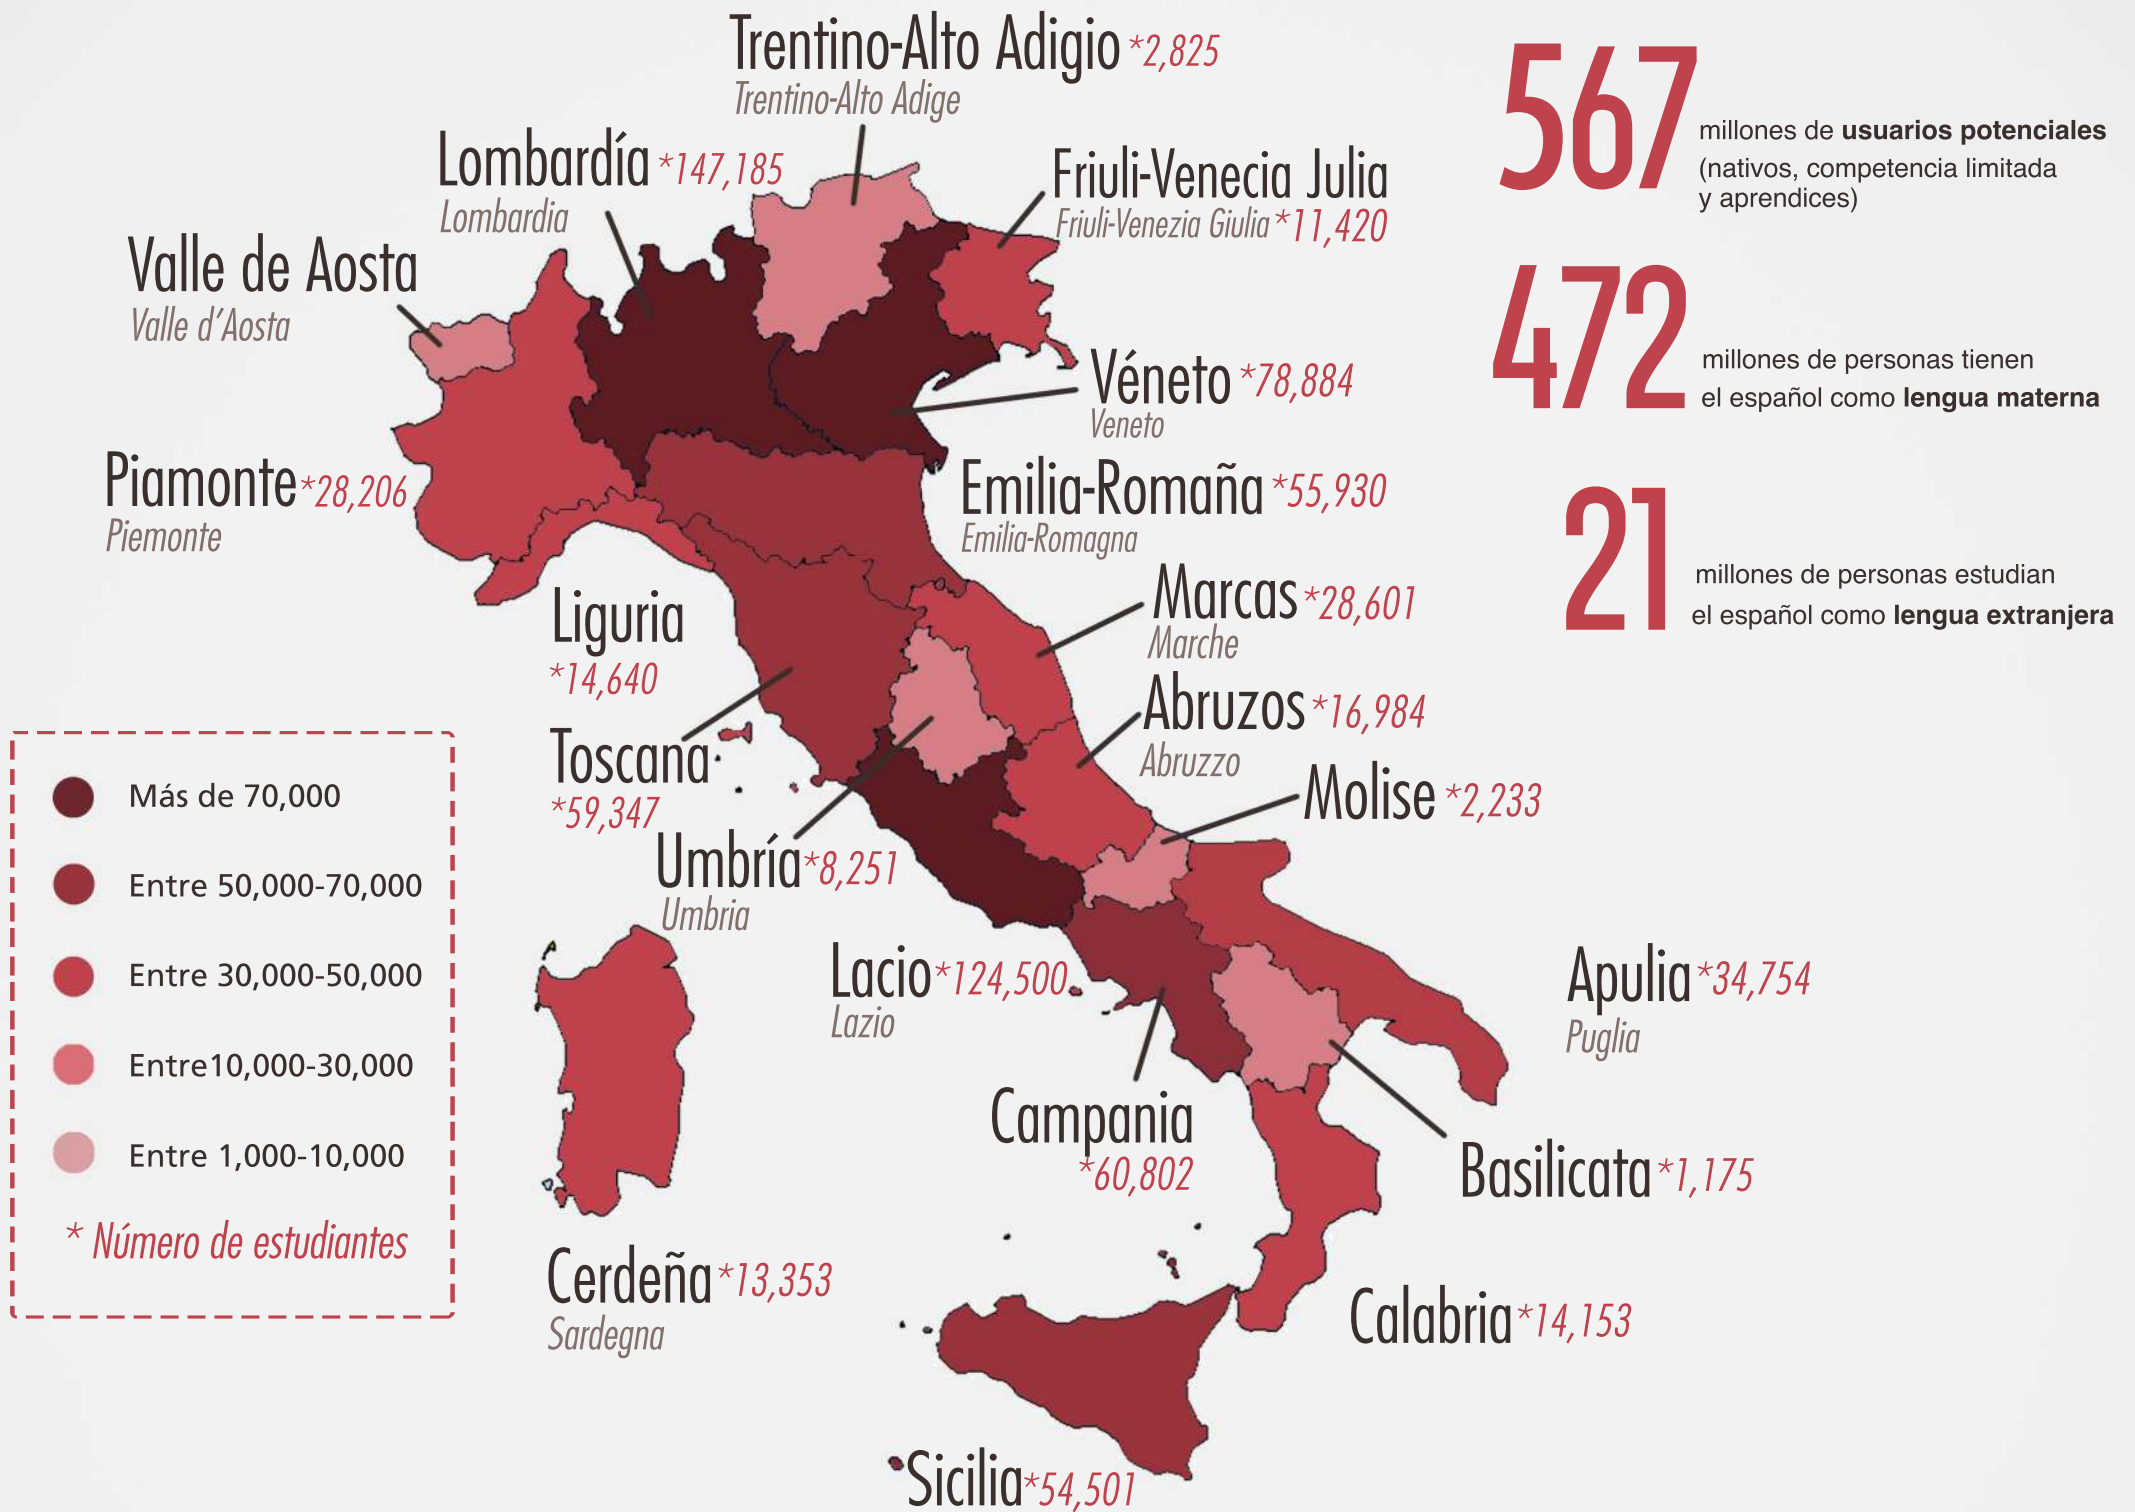 Trentino-Alto Adigio *2,825
Trentino-Alto Adige
Lombardía *147,185
Lombardia
Friuli-Venecia Julia
Friuli-Venezia Giulia *11,420
Valle de Aosta
Valle d'Aosta
Véneto *78,884
Veneto
Piamonte *28,206
Piemonte
Emilia-Romaña *55,930
Emilia-Romagna
Liguria
*14,640
Marcas *28,601
Marche
Toscana
*59,347
Abruzos *16,984
Abruzzo
Molise *2,233
Umbría *8,251
Umbria
Lacio *124,500
Lazio
Apulia *34,754
Puglia
Campania
*60,802
Basilicata *1,175
Cerdeña *13,353
Sardegna
Calabria *14,153
Sicilia *54,501
567
millones de usuarios potenciales
(nativos, competencia limitada
y aprendices)
472
millones de personas tienen
el español como lengua materna
21
millones de personas estudian
el español como lengua extranjera
Más de 70,000
Entre 50,000-70,000
Entre 30,000-50,000
Entre10,000-30,000
Entre 1,000-10,000
* Número de estudiantes